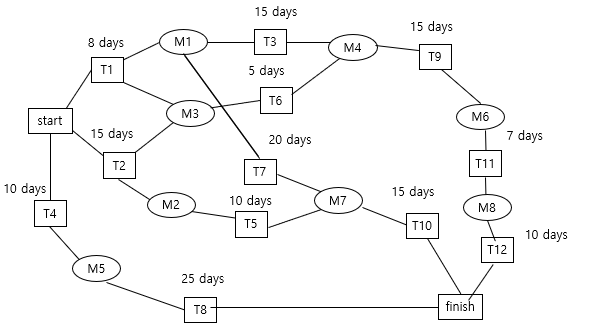 15 days
15 days
8 days
M1
T3
M4
T9
T1
5 days
T6
M3
M6
start
15 days
7 days
20 days
T2
T11
T7
10 days
M2
10 days
M7
15 days
M8
T4
T5
T10
10 days
T12
M5
25 days
T8
finish